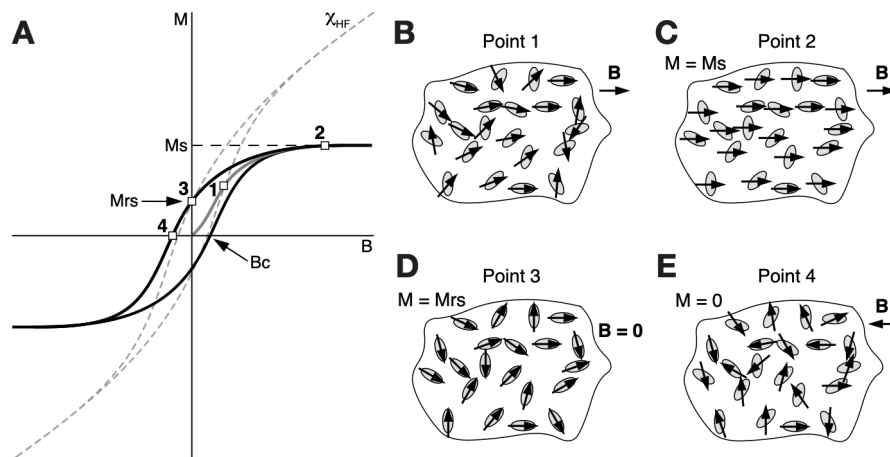 A
M
χHF
Ms
2
3
1
Mrs
4
B
Bc
B
Point 1
B
C
Point 2
M = Ms
B
D
Point 3
M = Mrs
B = 0
E
Point 4
M = 0
B